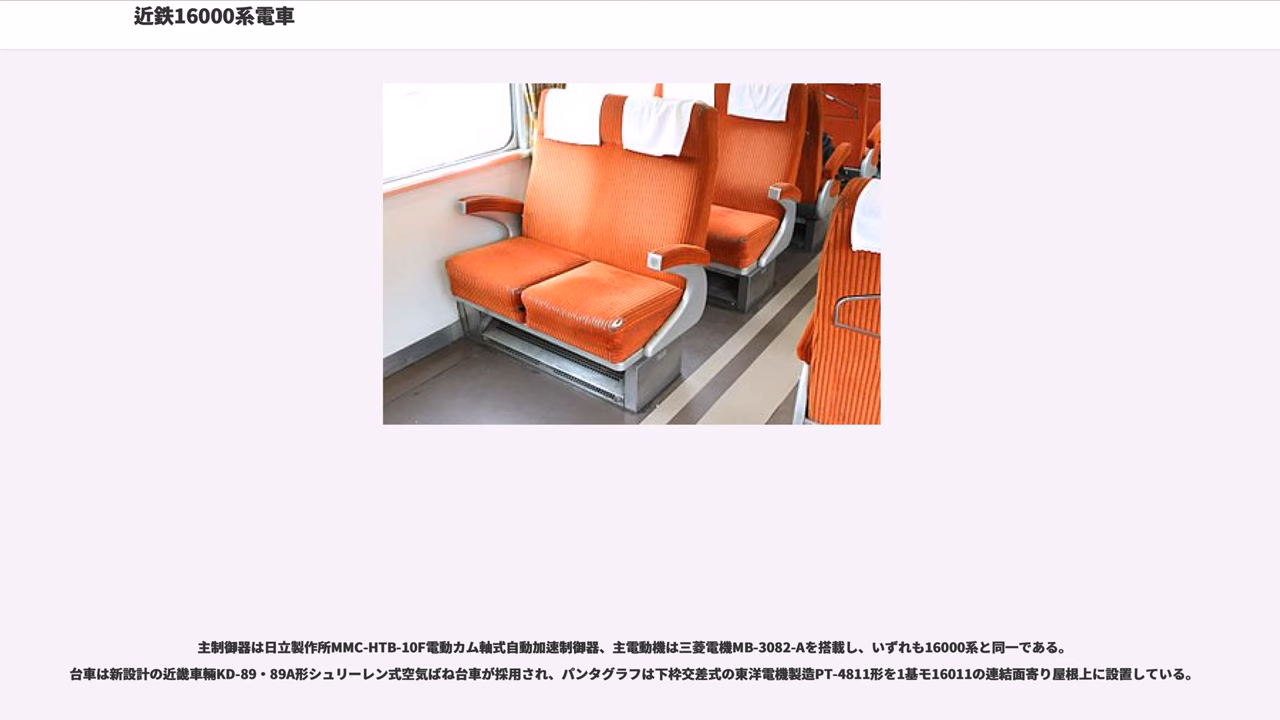 近鉄16000系電車
主制御器は日立製作所MMC-HTB-10F電動カム軸式自動加速制御器、主電動機は三菱電機MB-3082-Aを搭載し、いずれも16000系と同一である。
台車は新設計の近畿車輛KD-89・89A形シュリーレン式空気ばね台車が採用され、パンタグラフは下枠交差式の東洋電機製造PT-4811形を1基モ16011の連結面寄り屋根上に設置している。